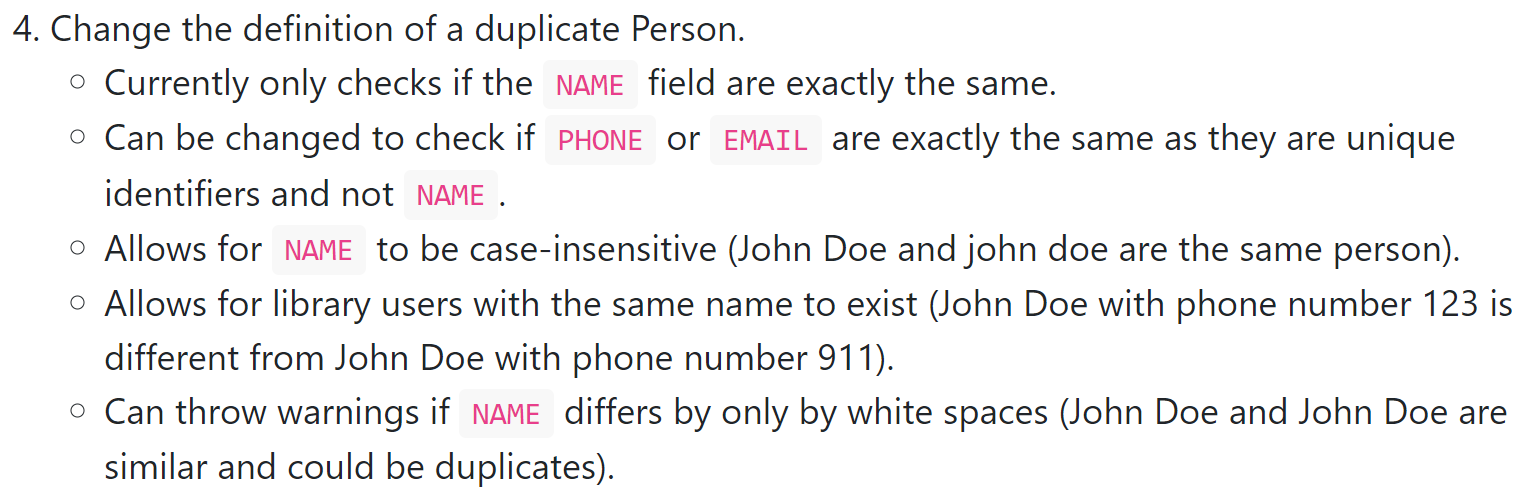 4. Change the definition of a duplicate Person.
○ Currently only checks if the NAME field are exactly the same.
○ Can be changed to check if PHONE or EMAIL are exactly the same as they are unique
identifiers and not NAME.
○ Allows for NAME to be case-insensitive (John Doe and john doe are the same person).
○ Allows for library users with the same name to exist (John Doe with phone number 123 is
different from John Doe with phone number 911).
○ Can throw warnings if NAME differs by only by white spaces (John Doe and John Doe are
similar and could be duplicates).